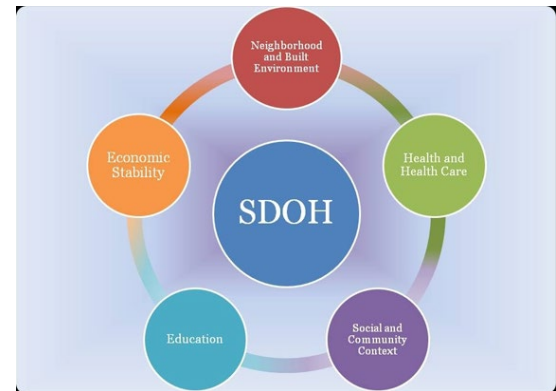 Neighborhood
and Built
Environment
Economic
Stability
Health and
Health Care
SDOH
Education
Social and
Community
Context